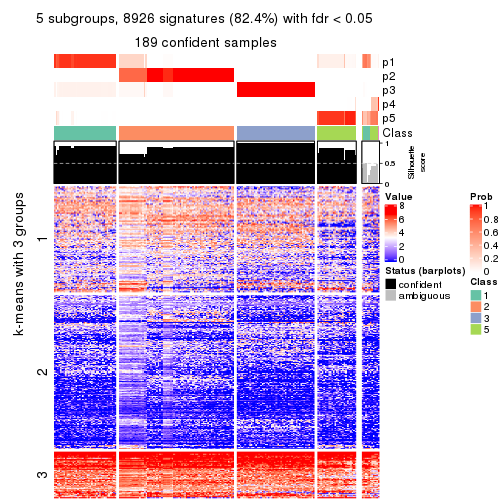 5 subgroups, 8926 signatures (82.4%) with fdr < 0.05
189 confident samples
p1
p2
p3
p4
p5
Class
1
0.5
0
Silhouette
score
k-means with 3 groups
1
2
3
Value
8
6
4
2
0
Status (barplots)
confident
ambiguous
Prob
1
0.8
0.6
0.4
0.2
0
Class
1
2
3
5